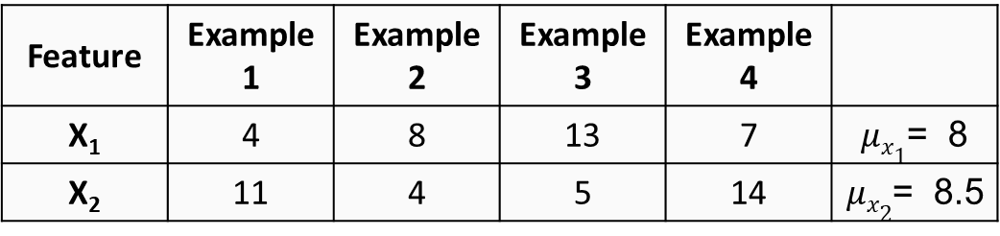 Feature Example 1 Example 2 Example 3 Example 4
X₁ 4 8 13 7 μₓ₁= 8
X₂ 11 4 5 14 μₓ₂= 8.5